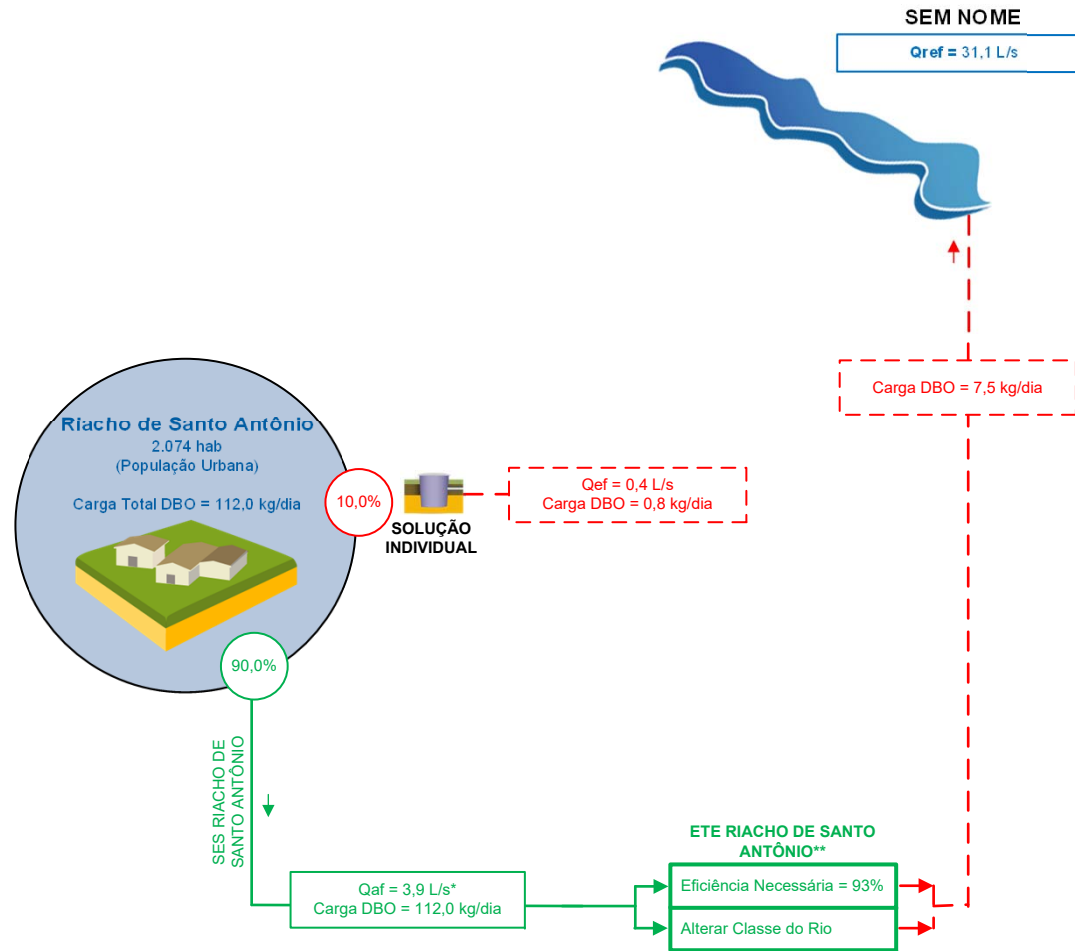 SEM NOME
Qref = 31,1 L/s
Carga DBO = 7,5 kg/dia
Riacho de Santo Antônio
2.074 hab
(População Urbana)
Carga Total DBO = 112,0 kg/dia
10,0%
SOLUÇÃO
INDIVIDUAL
Qef = 0,4 L/s
Carga DBO = 0,8 kg/dia
90,0%
SES RIACHO DE
SANTO ANTÔNIO
Qaf = 3,9 L/s*
Carga DBO = 112,0 kg/dia
ETE RIACHO DE SANTO
ANTÔNIO**
Eficiência Necessária = 93%
Alterar Classe do Rio